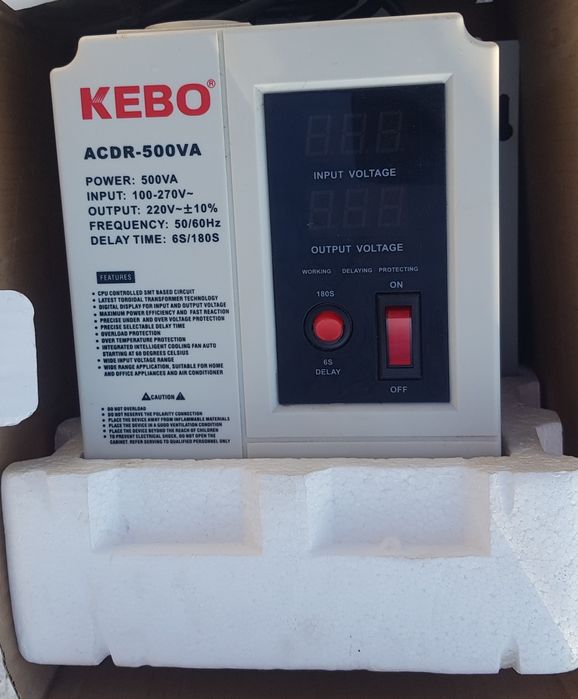 KEBO®
ACDR-500VA
POWER: 500VA
INPUT: 100-270V~
OUTPUT: 220V~±10%
FREQUENCY: 50/60Hz
DELAY TIME: 6S/180S
FEATURES
• CPU CONTROLLED SMT BASED CIRCUIT
• LATEST TOROIDAL TRANSFORMER TECHNOLOGY
• DIGITAL DISPLAY FOR INPUT AND OUTPUT VOLTAGE
• MAXIMUM POWER EFFICIENCY AND FAST REACTION
• PRECISE UNDER AND OVER VOLTAGE PROTECTION
• PRECISE SELECTABLE DELAY TIME
• OVERLOAD PROTECTION
• OVER TEMPERATURE PROTECTION
• INTEGRATED INTELLIGENT COOLING FAN AUTO
STARTING AT 60 DEGREES CELSIUS
• WIDE INPUT VOLTAGE RANGE
• WIDE RANGE APPLICATION, SUITABLE FOR HOME
AND OFFICE APPLIANCES AND AIR CONDITIONER
⚠CAUTION⚠
• DO NOT OVERLOAD
• DO NOT RESERVE THE POLARITY CONNECTION
• PLACE THE DEVICE AWAY FROM INFLAMMABLE MATERIALS
• PLACE THE DEVICE IN A GOOD VENTILATION CONDITION
• PLACE THE DEVICE BEYOND THE REACH OF CHILDREN
• TO PREVENT ELECTRICAL SHOCK, DO NOT OPEN THE
CABINET. REFER SERVING TO QUALIFIED PERSONNEL ONLY
INPUT VOLTAGE
OUTPUT VOLTAGE
WORKING DELAYING PROTECTING
180S
ON
6S
DELAY
OFF